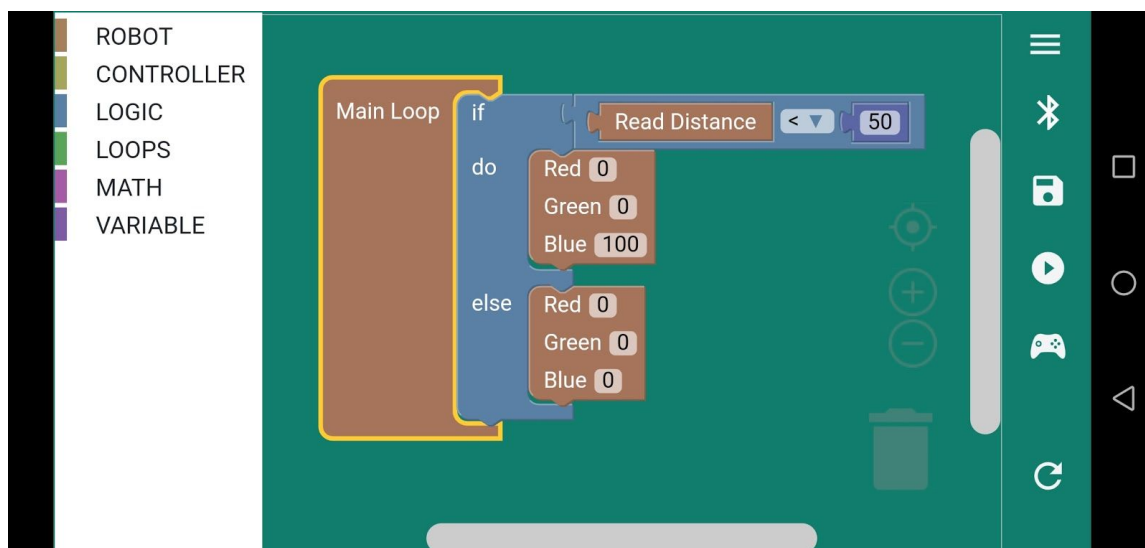 ROBOT
CONTROLLER
LOGIC
LOOPS
MATH
VARIABLE
Main Loop
if Read Distance < 50
do Red 0
Green 0
Blue 100
else Red 0
Green 0
Blue 0